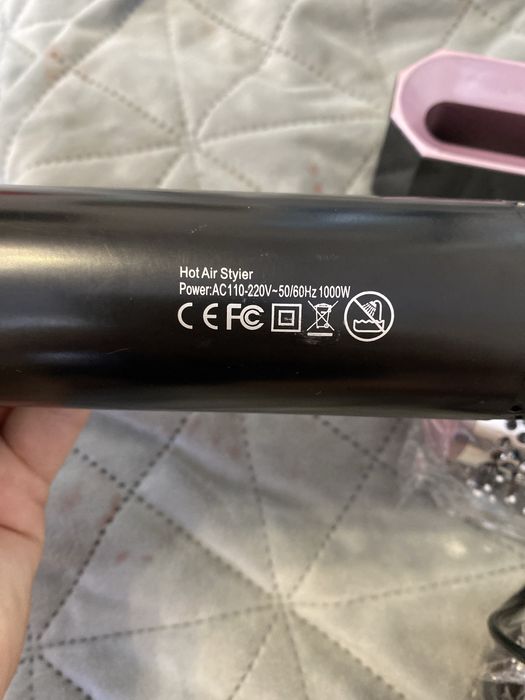 Hot Air Styier
Power:AC110-220V~50/60Hz 1000W
CE FC